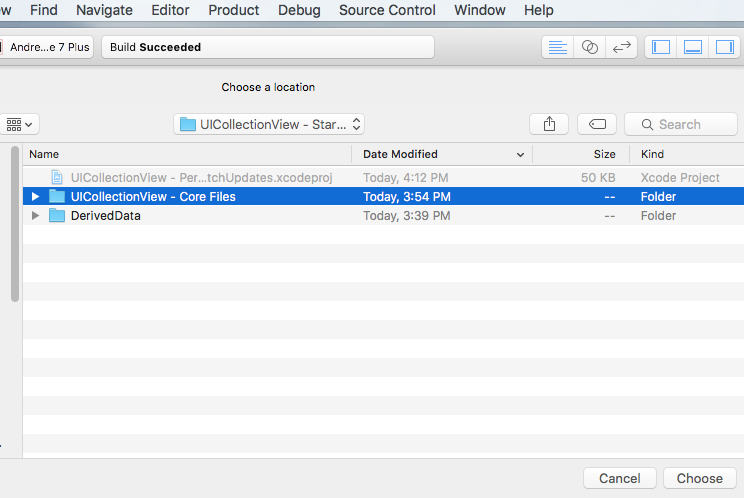 ew Find Navigate Editor Product Debug Source Control Window Help
Andre...e 7 Plus Build Succeeded
Choose a location
UICollectionView - Star... Search
Name Date Modified Size Kind
UICollectionView - Per...tchUpdates.xcodeproj Today, 4:12 PM 50 KB Xcode Project
UICollectionView - Core Files Today, 3:54 PM -- Folder
DerivedData Today, 3:39 PM -- Folder
Cancel Choose